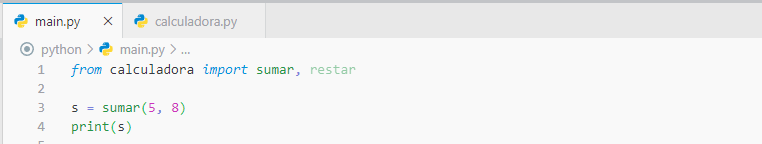 main.py × calculadora.py
python > main.py > ...
1 from calculadora import sumar, restar
2
3 s = sumar(5, 8)
4 print(s)